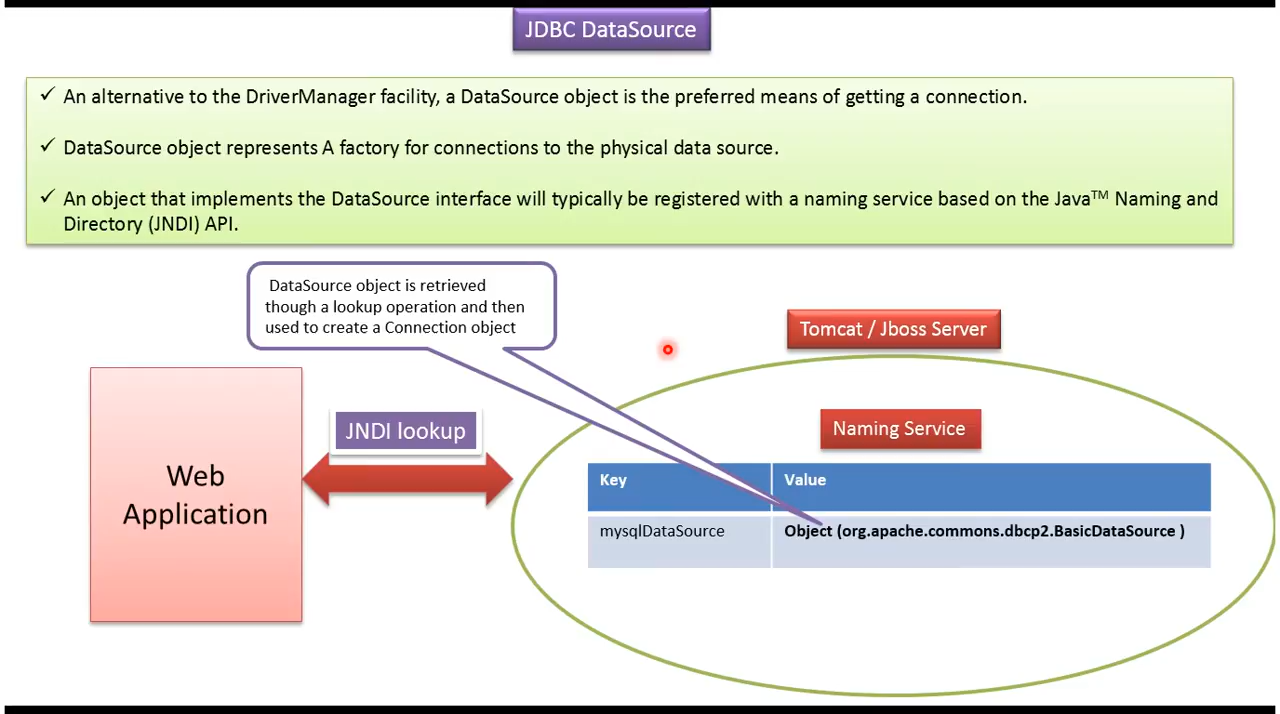 JDBC DataSource
✓ An alternative to the DriverManager facility, a DataSource object is the preferred means of getting a connection.
✓ DataSource object represents A factory for connections to the physical data source.
✓ An object that implements the DataSource interface will typically be registered with a naming service based on the Java™ Naming and
Directory (JNDI) API.
DataSource object is retrieved
though a lookup operation and then
used to create a Connection object
Tomcat / Jboss Server
JNDI lookup
Naming Service
Web
Application
Key Value
mysqlDataSource Object (org.apache.commons.dbcp2.BasicDataSource )